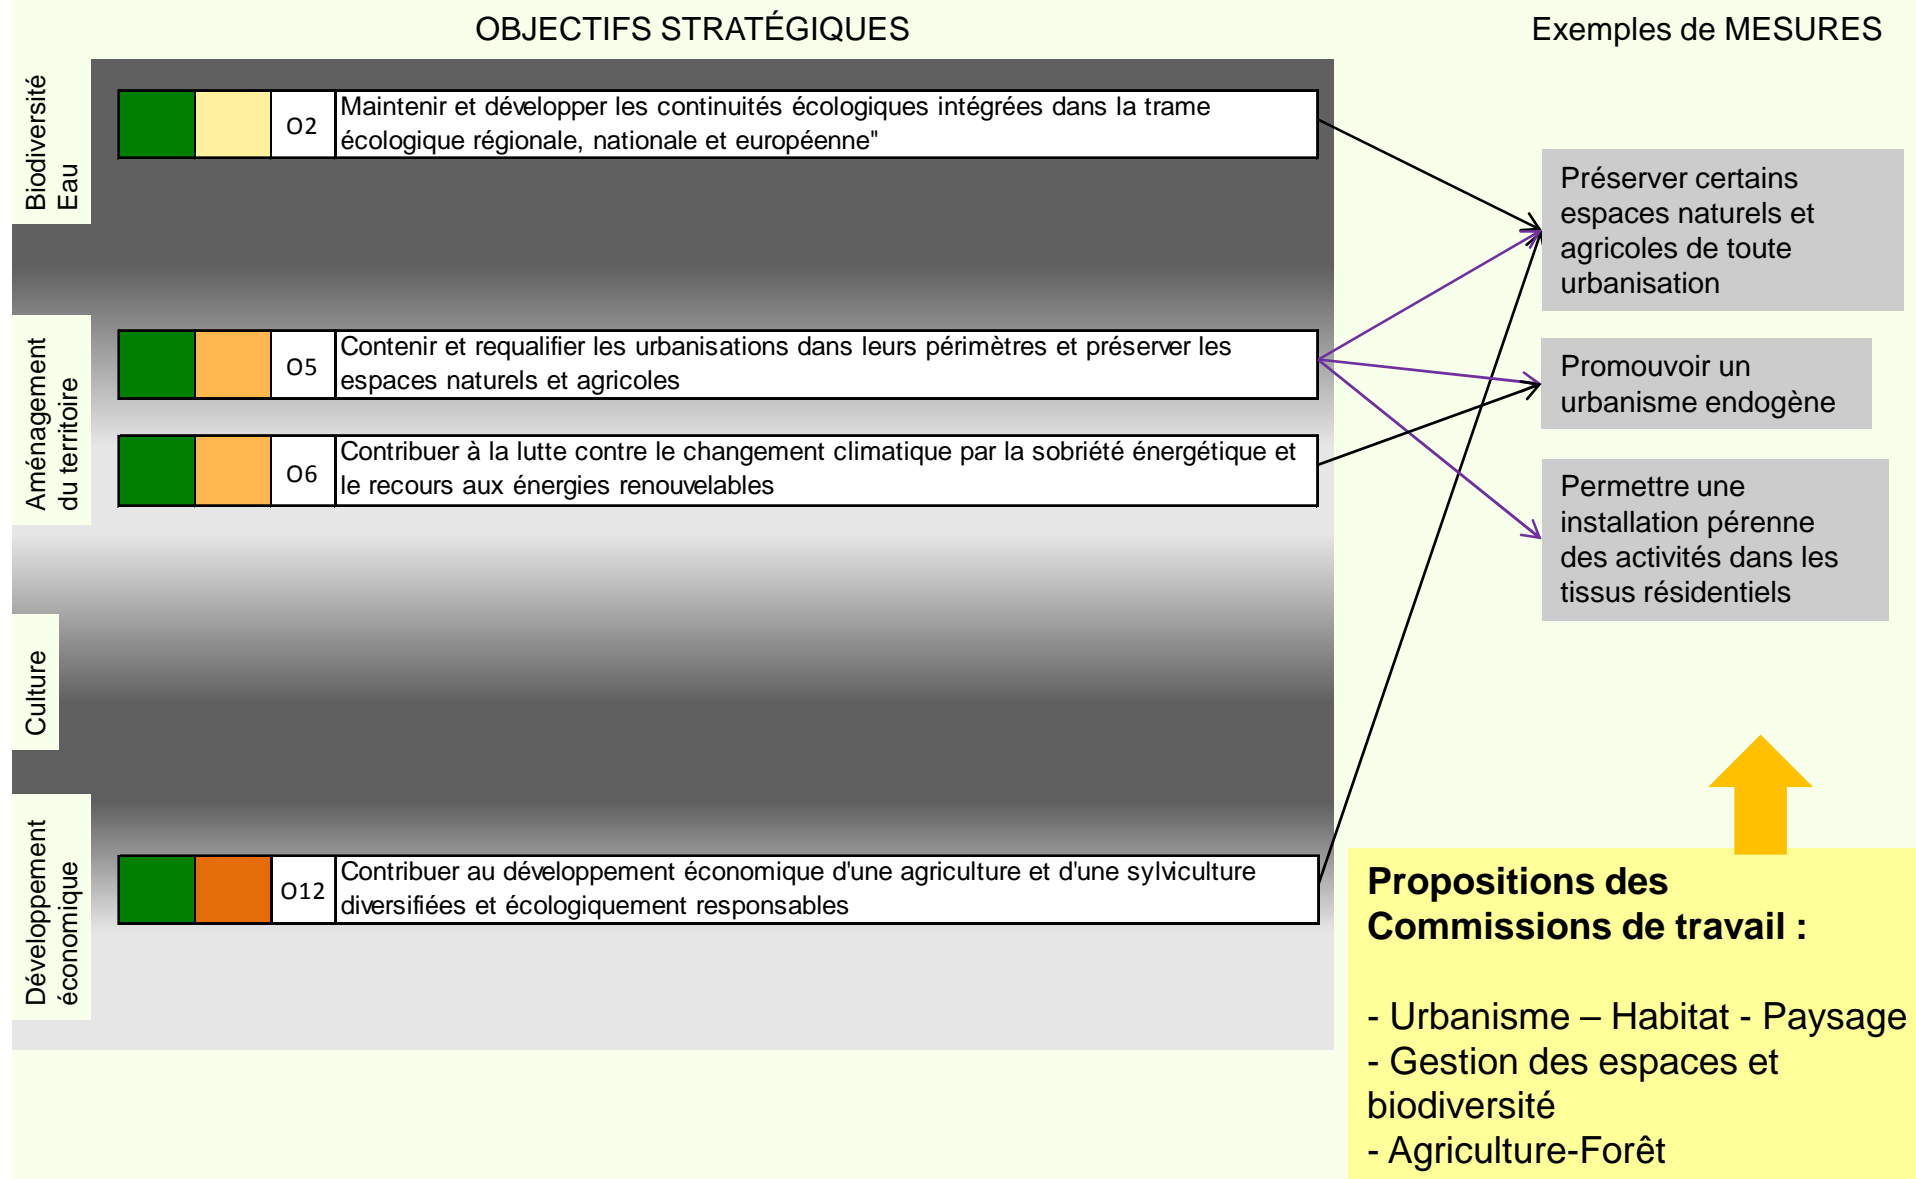 OBJECTIFS STRATÉGIQUES
Exemples de MESURES
Biodiversité
Eau
O2
Maintenir et développer les continuités écologiques intégrées dans la trame
écologique régionale, nationale et européenne"
Aménagement
du territoire
O5
Contenir et requalifier les urbanisations dans leurs périmètres et préserver les
espaces naturels et agricoles
O6
Contribuer à la lutte contre le changement climatique par la sobriété énergétique et
le recours aux énergies renouvelables
Culture
Développement
économique
O12
Contribuer au développement économique d'une agriculture et d'une sylviculture
diversifiées et écologiquement responsables
Préserver certains
espaces naturels et
agricoles de toute
urbanisation
Promouvoir un
urbanisme endogène
Permettre une
installation pérenne
des activités dans les
tissus résidentiels
Propositions des
Commissions de travail :
- Urbanisme – Habitat - Paysage
- Gestion des espaces et
biodiversité
- Agriculture-Forêt